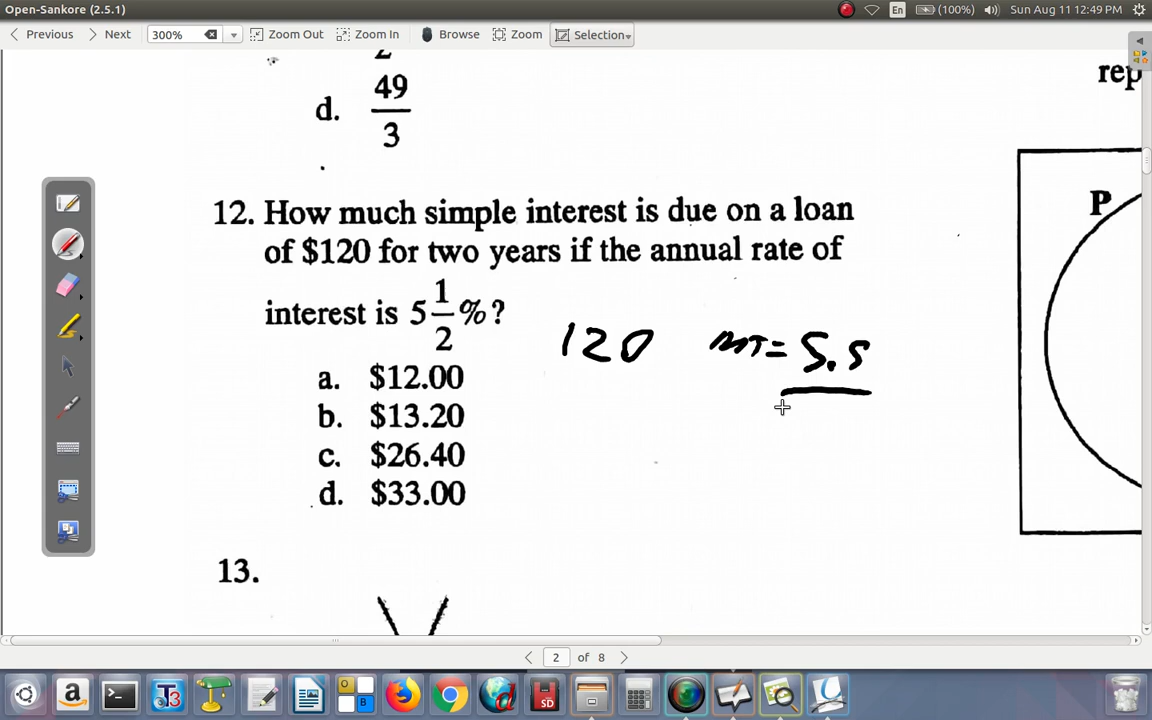 Open-Sankore (2.5.1)
En (100%) Sun Aug 11 12:49 PM
Previous Next 300% Zoom Out Zoom In Browse Zoom Selection
2
d. 49/3
rep
12. How much simple interest is due on a loan
of $120 for two years if the annual rate of
interest is 5 1/2 %?
P
120 INT= 5.5
a. $12.00
b. $13.20
c. $26.40
d. $33.00
13.
2 of 8